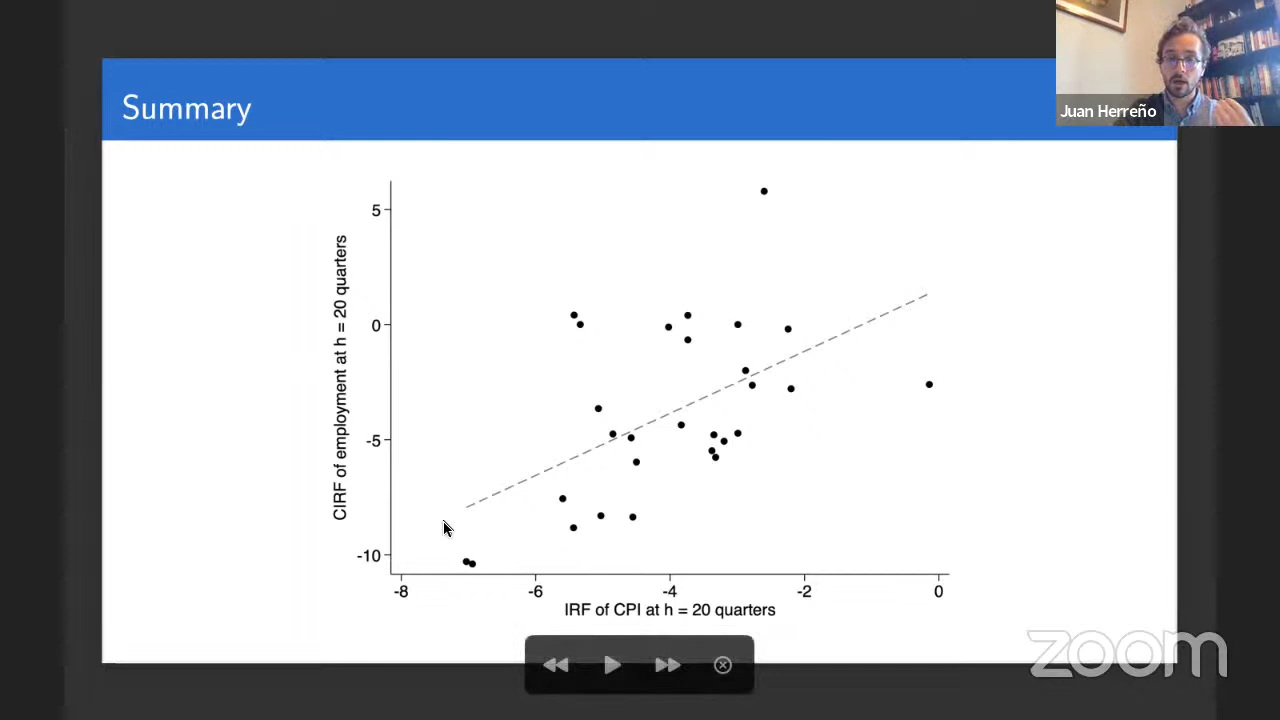 Juan Herreño
Summary
CIRF of employment at h = 20 quarters
5
0
-5
-10
-8
-6
-4
-2
0
IRF of CPI at h = 20 quarters
zoom